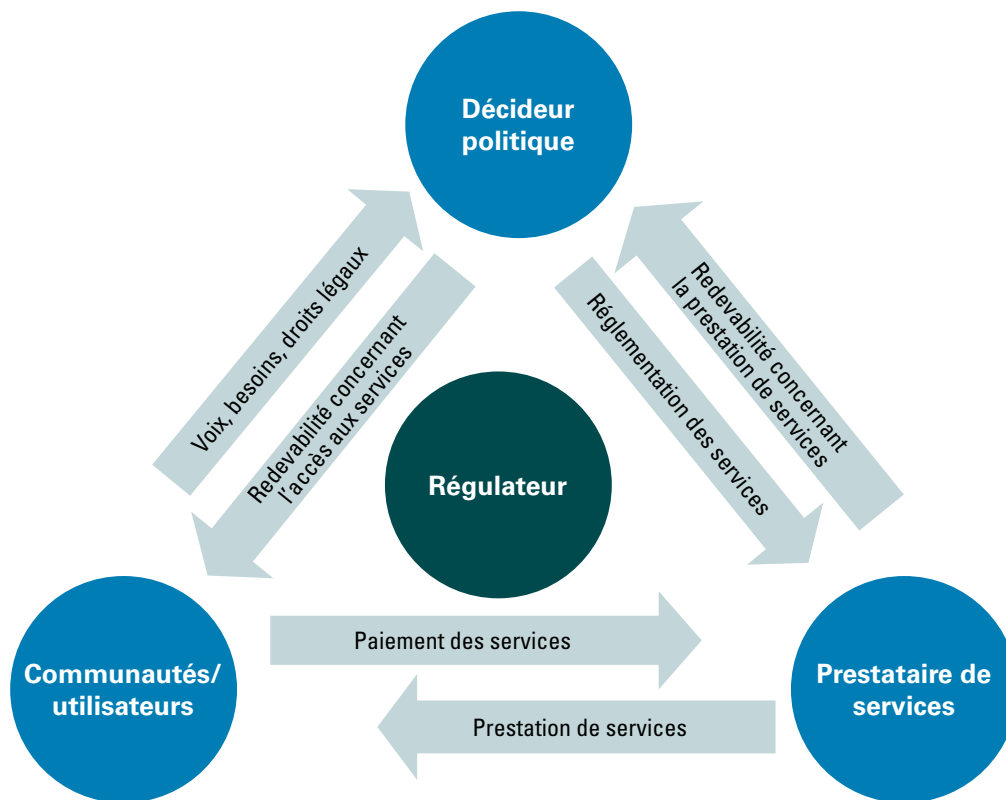 Décideur
politique
Voix, besoins, droits légaux
Redevabilité concernant
l'accès aux services
Réglementation des services
Redevabilité concernant
la prestation de services
Régulateur
Communautés/
utilisateurs
Paiement des services
Prestation de services
Prestataire de
services